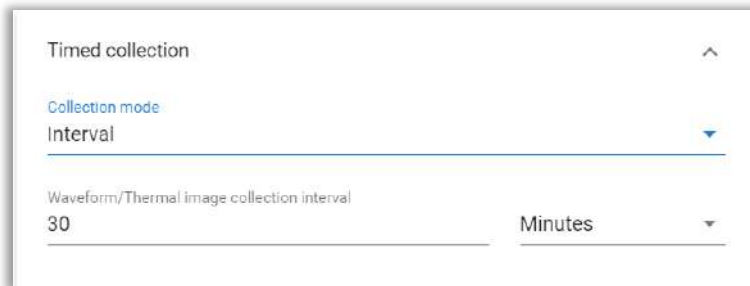 Timed collection
Collection mode
Interval
Waveform/Thermal image collection interval
30 Minutes